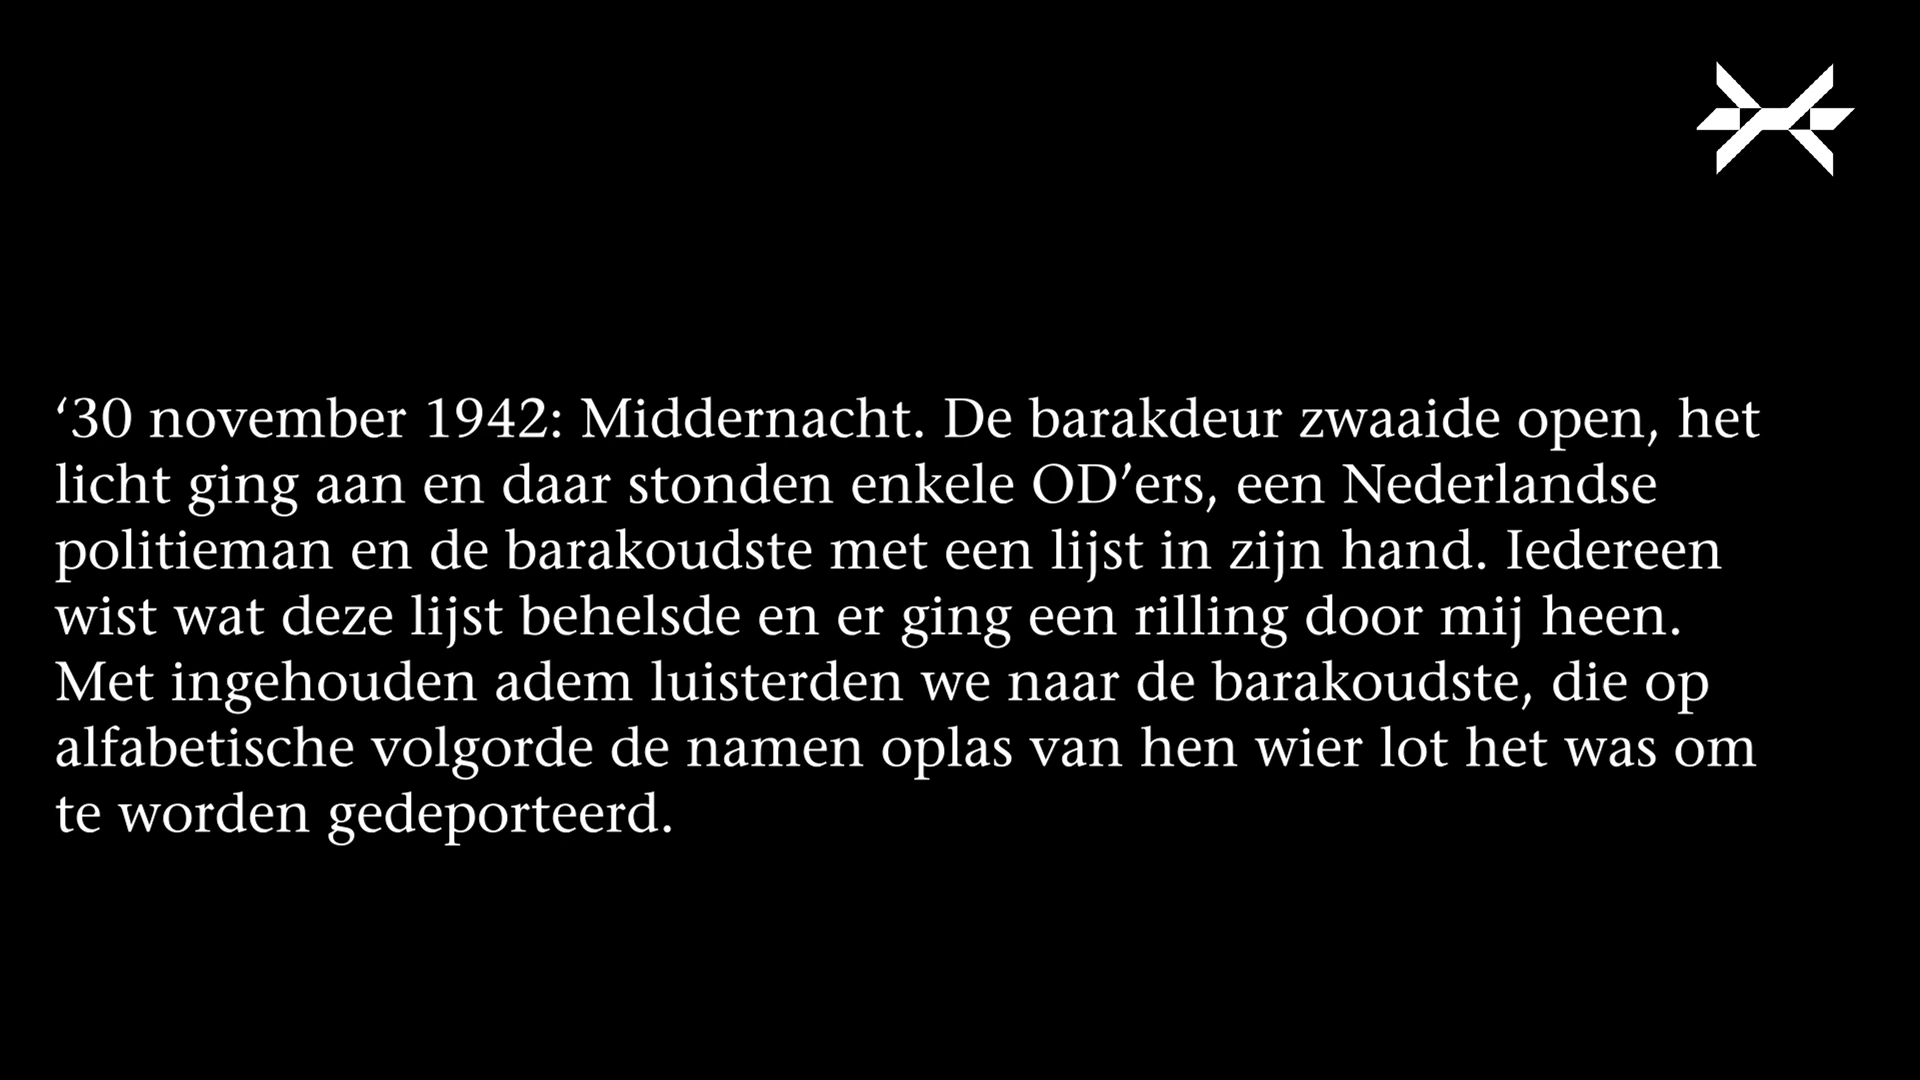 ‘30 november 1942: Middernacht. De barakdeur zwaaide open, het
licht ging aan en daar stonden enkele OD’ers, een Nederlandse
politieman en de barakoudste met een lijst in zijn hand. Iedereen
wist wat deze lijst behelsde en er ging een rilling door mij heen.
Met ingehouden adem luisterden we naar de barakoudste, die op
alfabetische volgorde de namen oplas van hen wier lot het was om
te worden gedeporteerd.